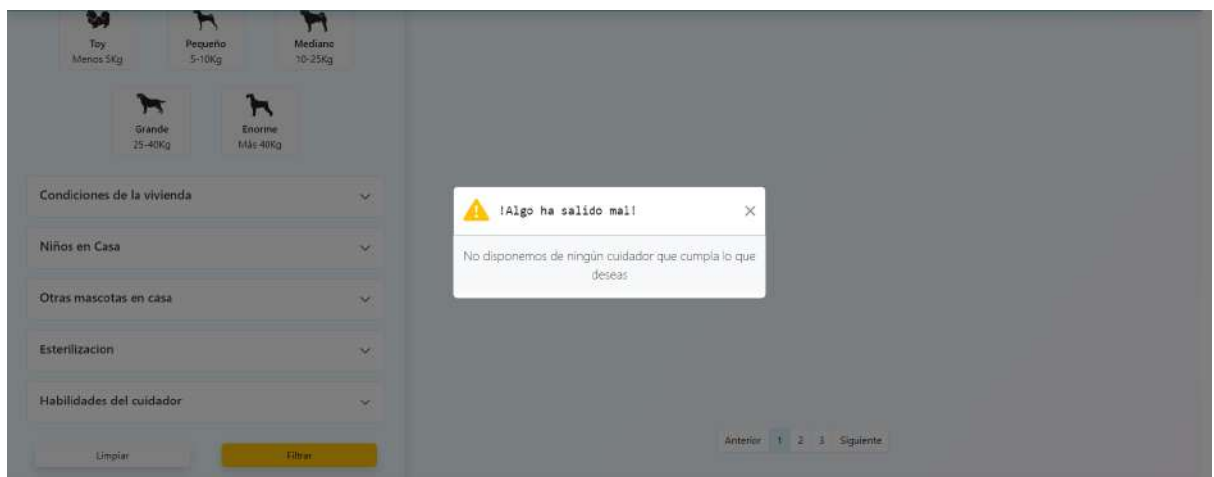 Toy
Menos 5Kg
Pequeño
5-10Kg
Mediano
10-25Kg
Grande
25-40Kg
Enorme
Más 40Kg
Condiciones de la vivienda
Niños en Casa
Otras mascotas en casa
Esterilizacion
Habilidades del cuidador
Limpiar
Filtrar
!Algo ha salido mal!
No disponemos de ningún cuidador que cumpla lo que
deseas
Anterior 1 2 3 Siguiente